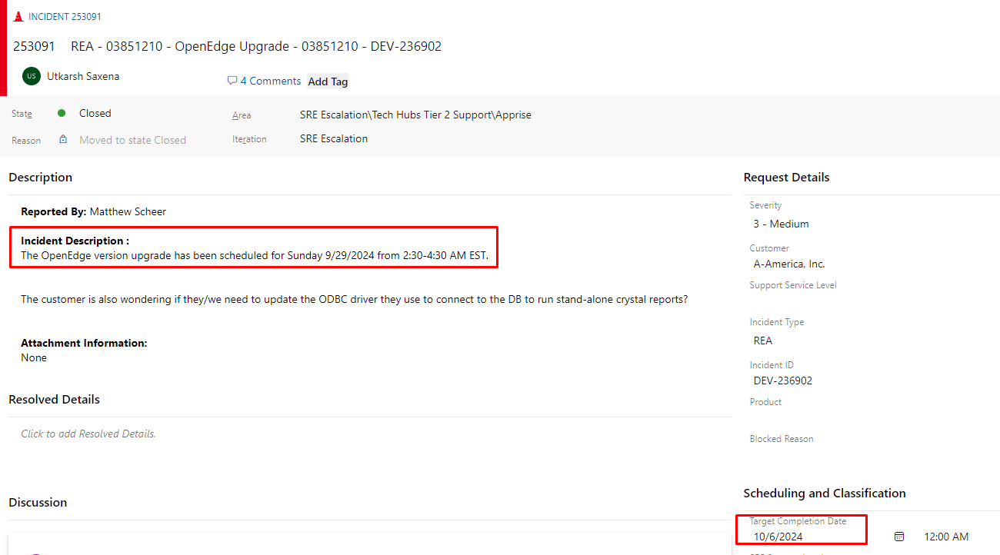 INCIDENT 253091
253091 REA - 03851210 - OpenEdge Upgrade - 03851210 - DEV-236902
US Utkarsh Saxena 4 Comments Add Tag
State Closed Area SRE Escalation\Tech Hubs Tier 2 Support\Apprise
Reason Moved to state Closed Iteration SRE Escalation
Description
Reported By: Matthew Scheer
Incident Description :
The OpenEdge version upgrade has been scheduled for Sunday 9/29/2024 from 2:30-4:30 AM EST.
The customer is also wondering if they/we need to update the ODBC driver they use to connect to the DB to run stand-alone crystal reports?
Attachment Information:
None
Resolved Details
Click to add Resolved Details.
Discussion
Request Details
Severity
3 - Medium
Customer
A-America, Inc.
Support Service Level
Incident Type
REA
Incident ID
DEV-236902
Product
Blocked Reason
Scheduling and Classification
Target Completion Date
10/6/2024 12:00 AM